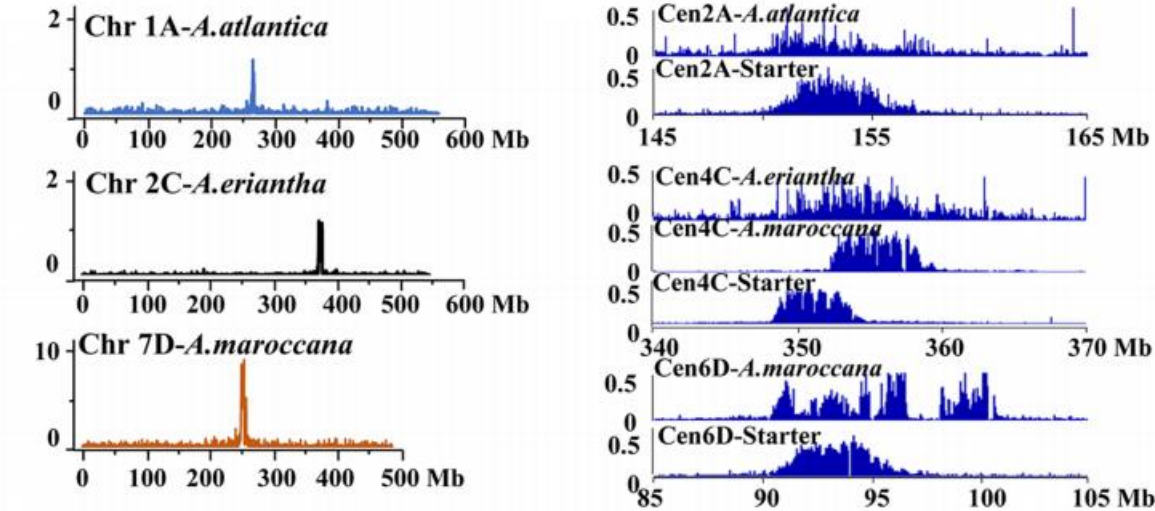 2
Chr 1A-A.atlantica
0
0 100 200 300 400 500 600 Mb
2
Chr 2C-A.eriantha
0
0 100 200 300 400 500 600 Mb
10
Chr 7D-A.maroccana
0
0 100 200 300 400 500 Mb
0.5 Cen2A-A.atlantica
0
0.5 Cen2A-Starter
0
145 155 165 Mb
0.5 Cen4C-A.eriantha
0
0.5 Cen4C-A.maroccana
0
0.5 Cen4C-Starter
0
340 350 360 370 Mb
0.5 Cen6D-A.maroccana
0
0.5 Cen6D-Starter
0
85 90 95 100 105 Mb